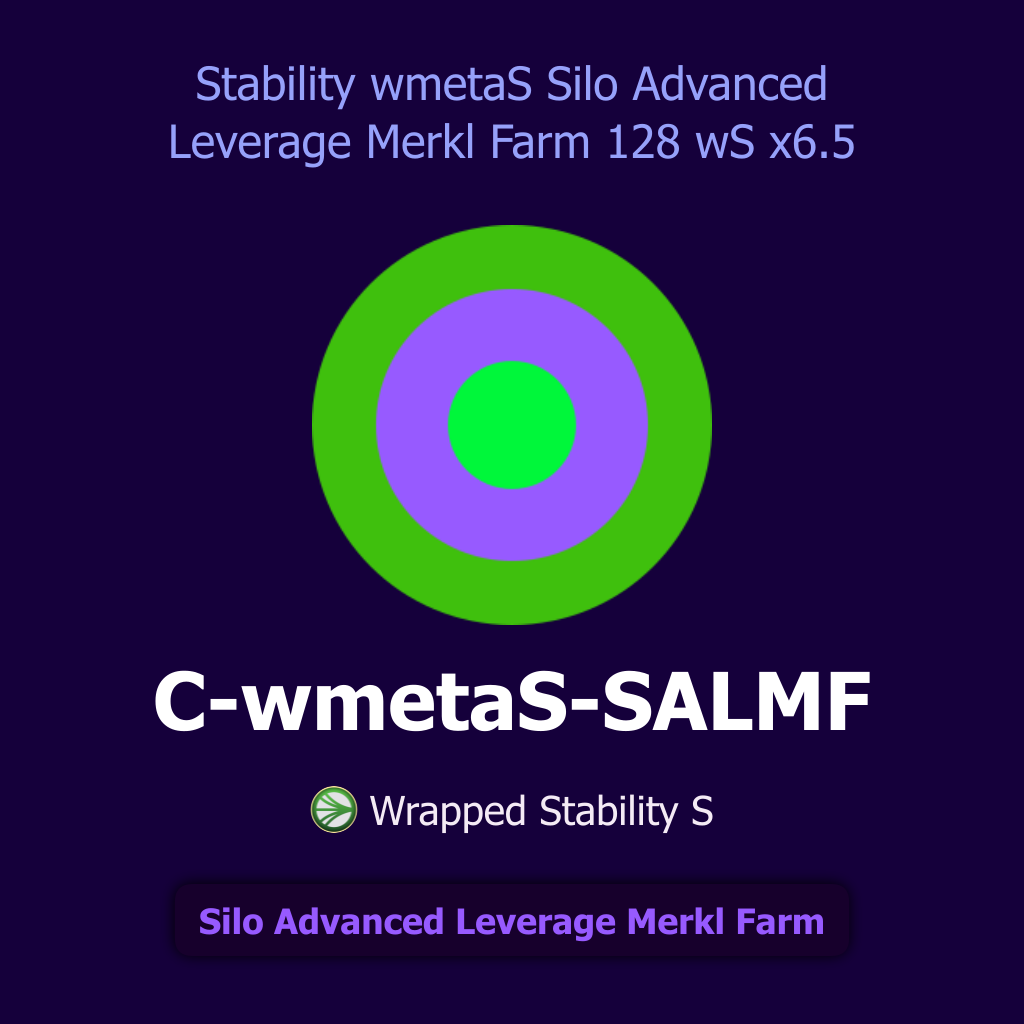 Stability wmetaS Silo Advanced
Leverage Merkl Farm 128 wS x6.5
C-wmetaS-SALMF
Wrapped Stability S
Silo Advanced Leverage Merkl Farm